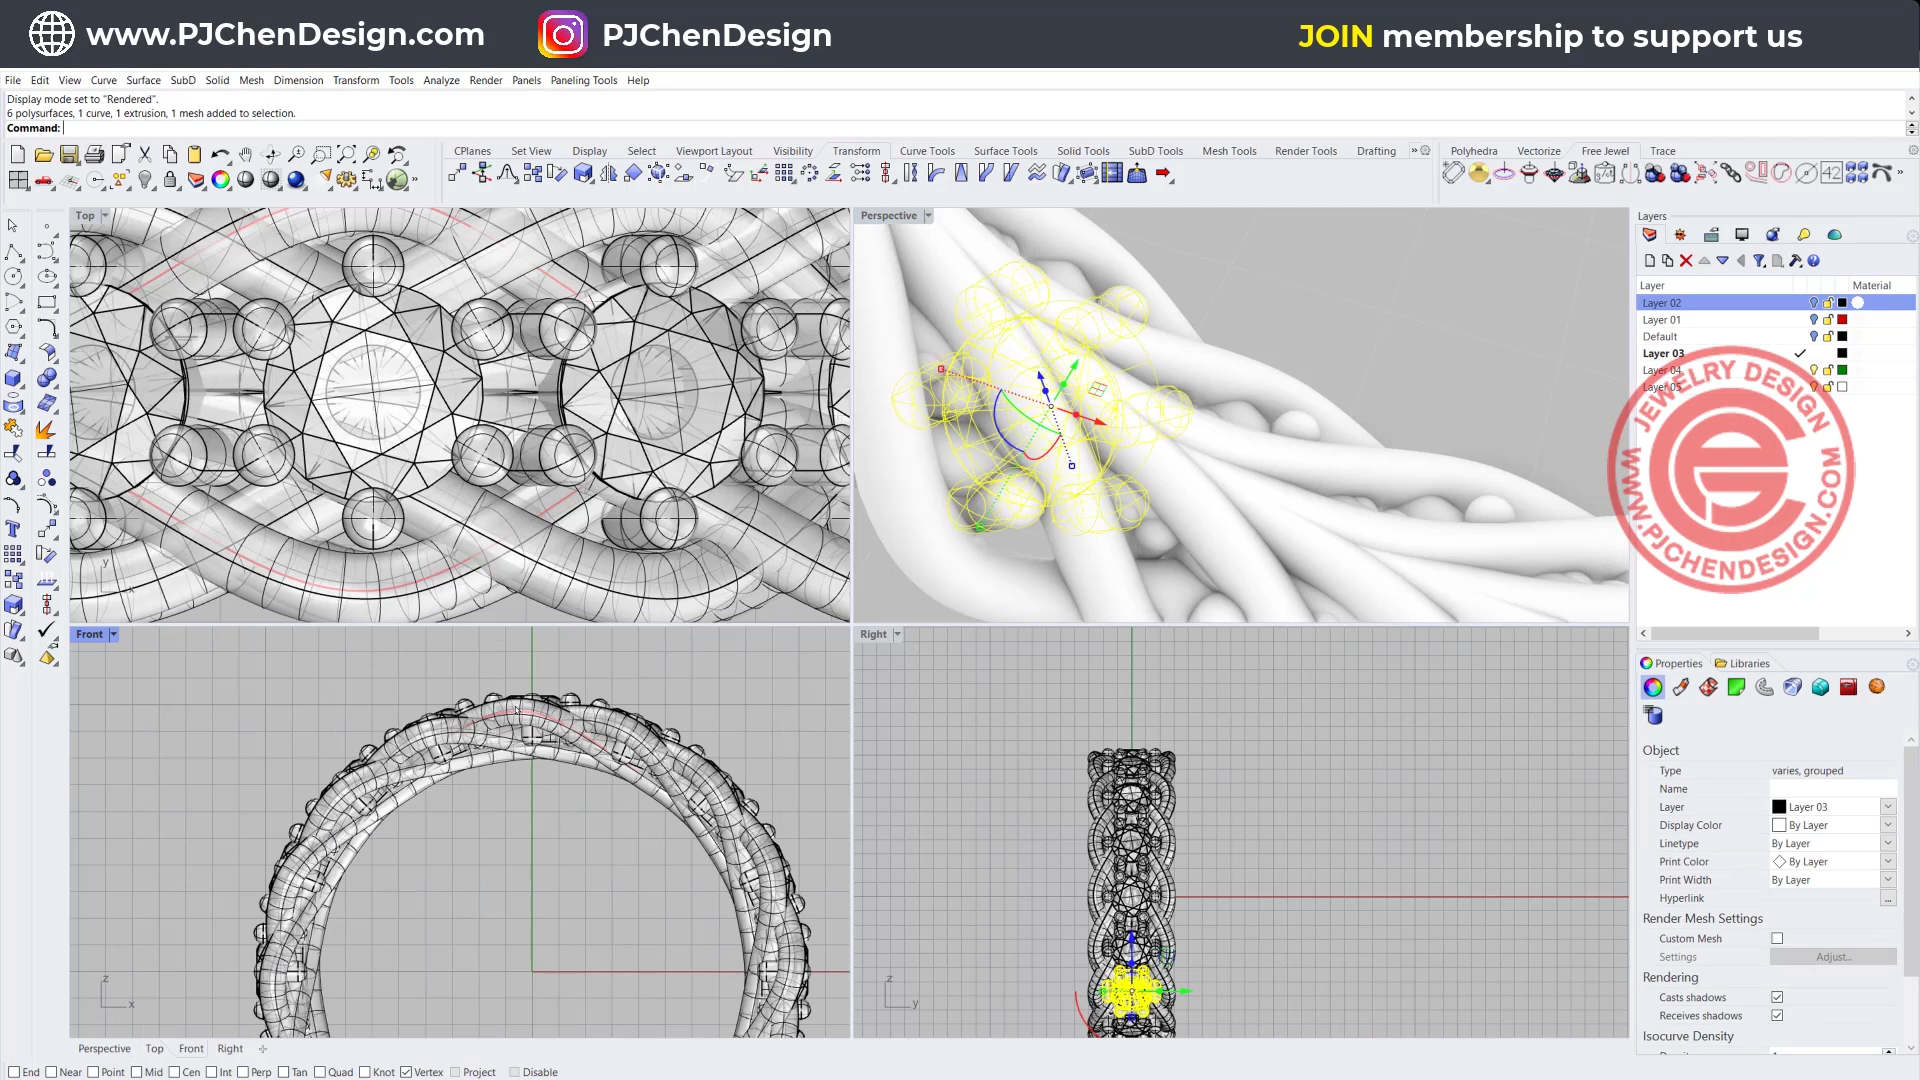 www.PJChenDesign.com PJChenDesign JOIN membership to support us
File Edit View Curve Surface SubD Solid Mesh Dimension Transform Tools Analyze Render Panels Paneling Tools Help
Display mode set to "Rendered".
6 polysurfaces, 1 curve, 1 extrusion, 1 mesh added to selection.
Command:
CPlanes Set View Display Select Viewport Layout Visibility Transform Curve Tools Surface Tools Solid Tools SubD Tools Mesh Tools Render Tools Drafting » Polyhedra Vectorize Free Jewel Trace
42
Top Perspective
Layers
Layer Material
Layer 02
Layer 01
Default
Layer 03
Layer 04
Layer 05
JEWELRY DESIGN
WWW.PJCHENDESIGN.COM
y
x
Front Right
Properties Libraries
Object
Type varies, grouped
Name
Layer Layer 03
Display Color By Layer
Linetype By Layer
Print Color By Layer
Print Width By Layer
Hyperlink ...
Render Mesh Settings
Custom Mesh
Settings Adjust...
Rendering
Casts shadows
Receives shadows
Isocurve Density
z
x
z
y
Perspective Top Front Right
End Near Point Mid Cen Int Perp Tan Quad Knot Vertex Project Disable